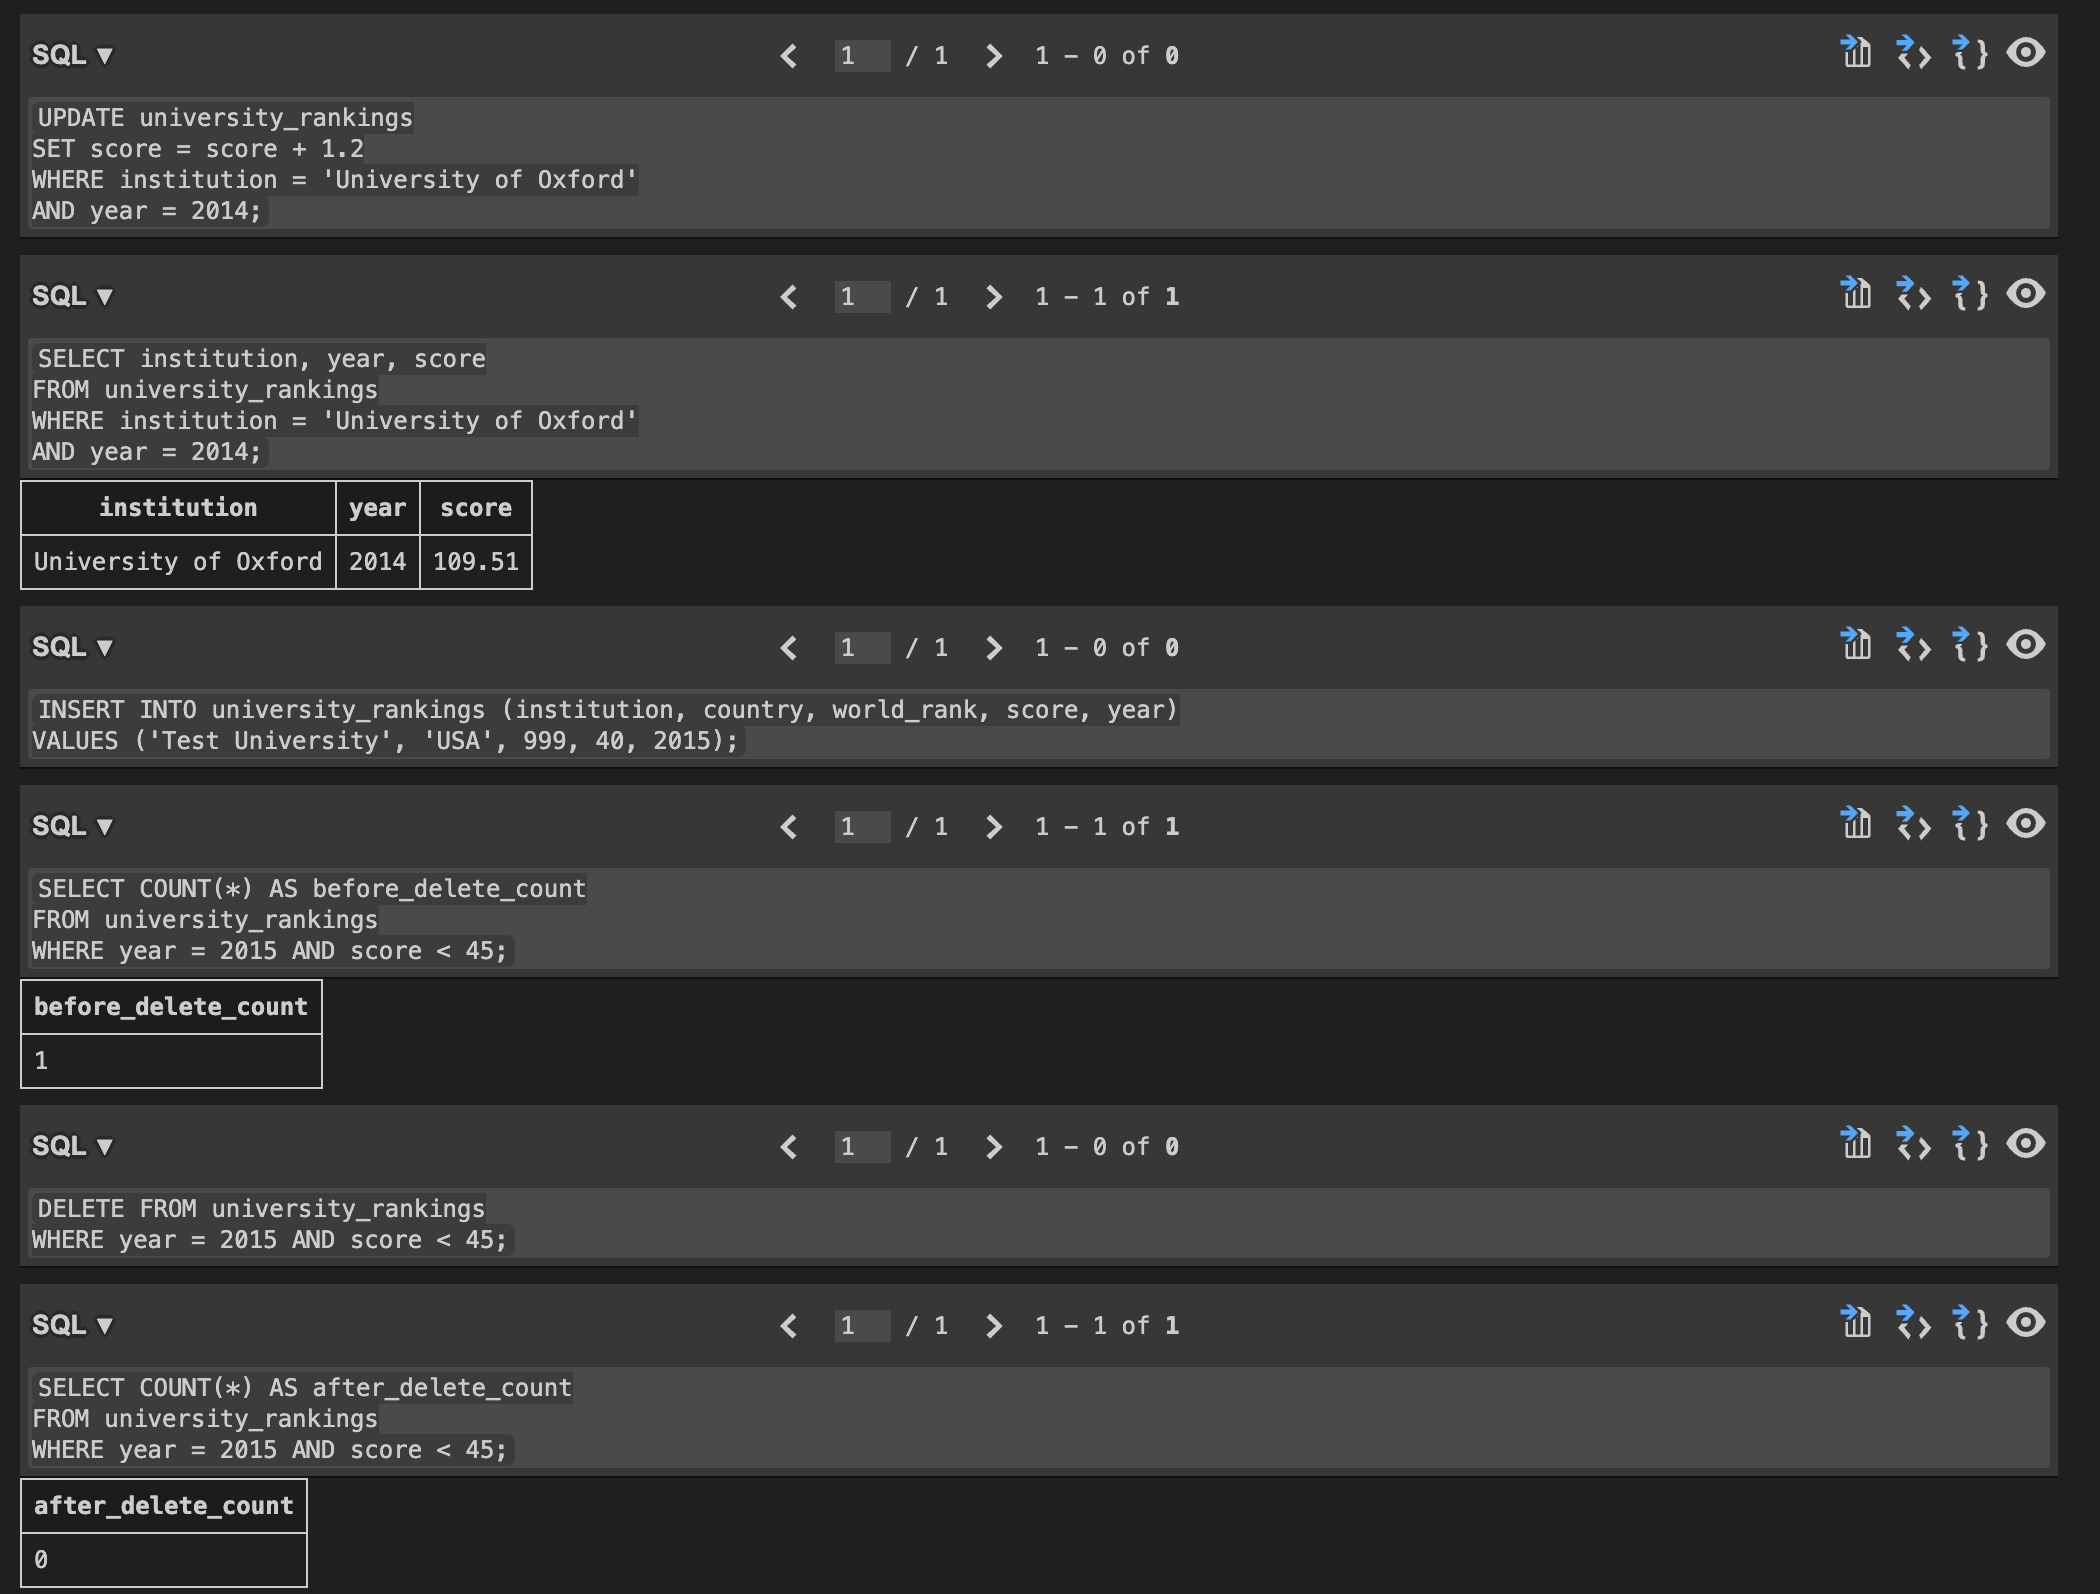 SQL ▼ 1 / 1 1 – 0 of 0
UPDATE university_rankings
SET score = score + 1.2
WHERE institution = 'University of Oxford'
AND year = 2014;
SQL ▼ 1 / 1 1 – 1 of 1
SELECT institution, year, score
FROM university_rankings
WHERE institution = 'University of Oxford'
AND year = 2014;
institution year score
University of Oxford 2014 109.51
SQL ▼ 1 / 1 1 – 0 of 0
INSERT INTO university_rankings (institution, country, world_rank, score, year)
VALUES ('Test University', 'USA', 999, 40, 2015);
SQL ▼ 1 / 1 1 – 1 of 1
SELECT COUNT(*) AS before_delete_count
FROM university_rankings
WHERE year = 2015 AND score < 45;
before_delete_count
1
SQL ▼ 1 / 1 1 – 0 of 0
DELETE FROM university_rankings
WHERE year = 2015 AND score < 45;
SQL ▼ 1 / 1 1 – 1 of 1
SELECT COUNT(*) AS after_delete_count
FROM university_rankings
WHERE year = 2015 AND score < 45;
after_delete_count
0